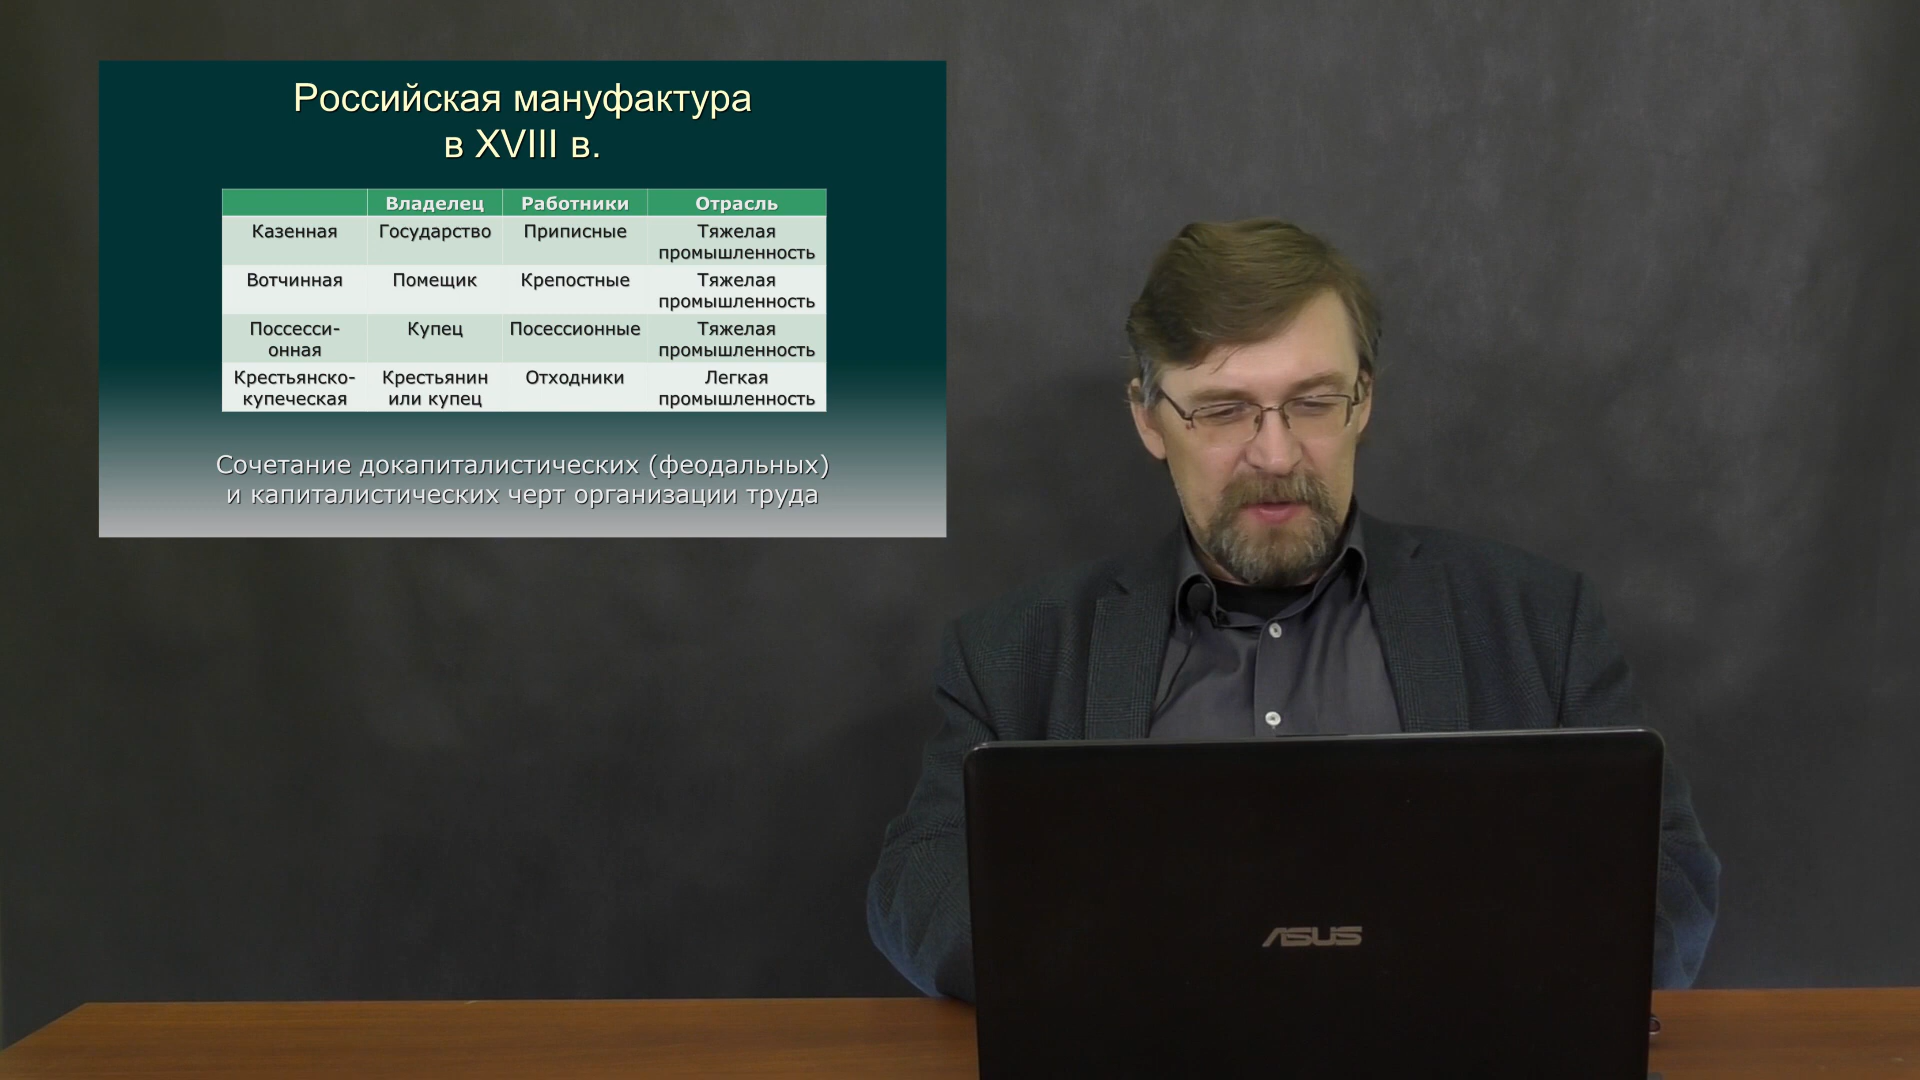 Российская мануфактура
в XVIII в.
Владелец Работники Отрасль
Казенная Государство Приписные Тяжелая
промышленность
Вотчинная Помещик Крепостные Тяжелая
промышленность
Поссесси- Купец Посессионные Тяжелая
онная промышленность
Крестьянско- Крестьянин Отходники Легкая
купеческая или купец промышленность
Сочетание докапиталистических (феодальных)
и капиталистических черт организации труда
ASUS